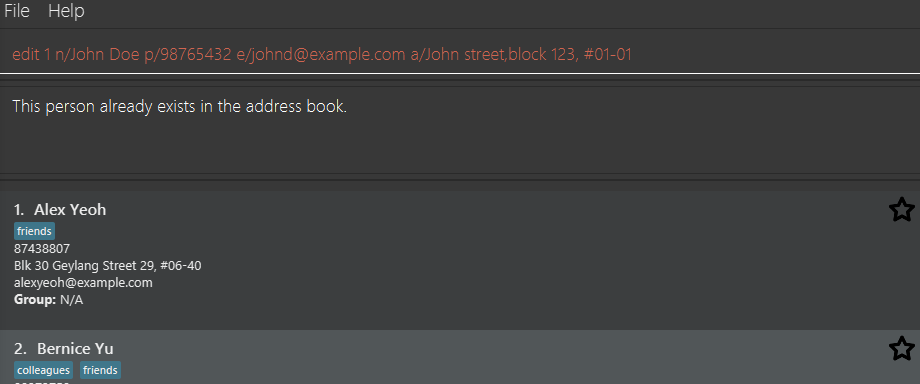 File Help
edit 1 n/John Doe p/98765432 e/johnd@example.com a/John street,block 123, #01-01
This person already exists in the address book.
1. Alex Yeoh
friends
87438807
Blk 30 Geylang Street 29, #06-40
alexyeoh@example.com
Group: N/A
2. Bernice Yu
colleagues friends